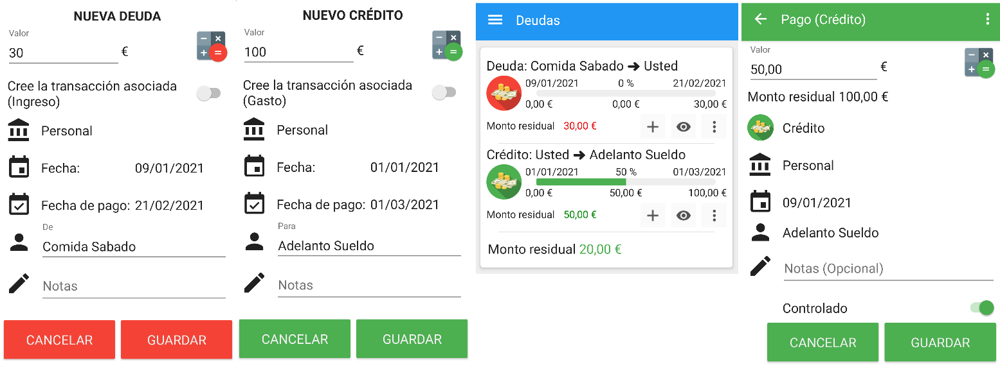 NUEVA DEUDA
Valor
30 €
Cree la transacción asociada
(Ingreso)
Personal
Fecha: 09/01/2021
Fecha de pago: 21/02/2021
De
Comida Sabado
Notas
CANCELAR GUARDAR
NUEVO CRÉDITO
Valor
100 €
Cree la transacción asociada
(Gasto)
Personal
Fecha: 01/01/2021
Fecha de pago: 01/03/2021
Para
Adelanto Sueldo
Notas
CANCELAR GUARDAR
Deudas
Deuda: Comida Sabado ➔ Usted
09/01/2021 0 % 21/02/2021
0,00 € 0,00 € 30,00 €
Monto residual 30,00 €
Crédito: Usted ➔ Adelanto Sueldo
01/01/2021 50 % 01/03/2021
0,00 € 50,00 € 100,00 €
Monto residual 50,00 €
Monto residual 20,00 €
Pago (Crédito)
Valor
50,00 €
Monto residual 100,00 €
Crédito
Personal
09/01/2021
Adelanto Sueldo
Notas (Opcional)
Controlado
CANCELAR GUARDAR